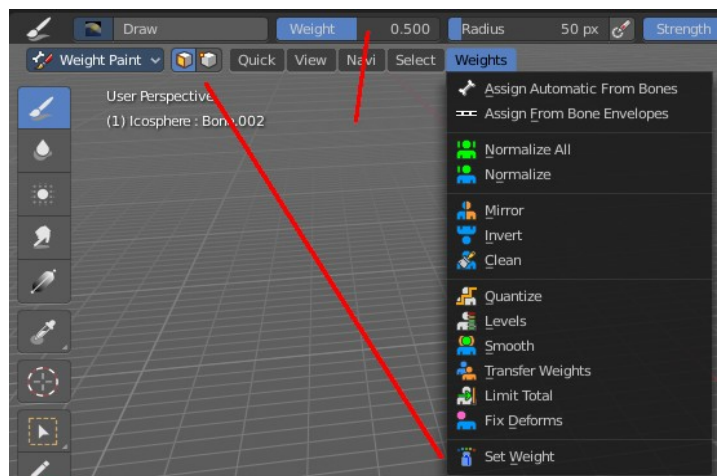 Draw Weight 0.500 Radius 50 px Strength
Weight Paint Quick View Navi Select Weights
User Perspective
(1) Icosphere : Bone.002
Assign Automatic From Bones
Assign From Bone Envelopes
Normalize All
Normalize
Mirror
Invert
Clean
Quantize
Levels
Smooth
Transfer Weights
Limit Total
Fix Deforms
Set Weight